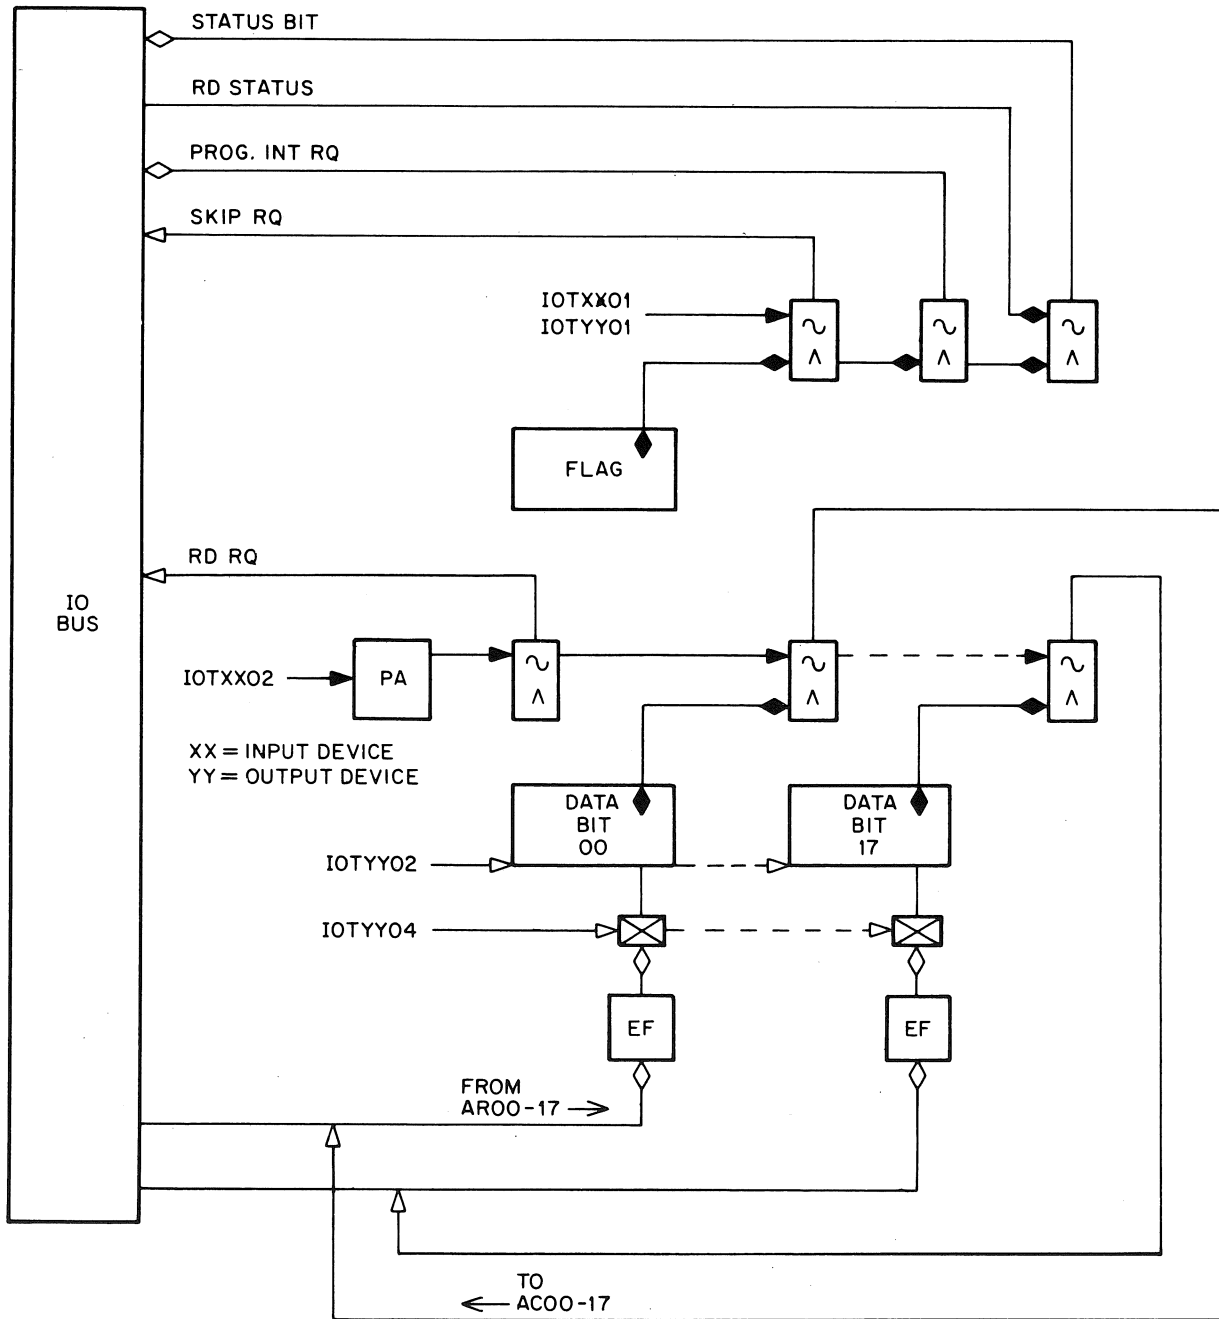 STATUS BIT
RD STATUS
PROG. INT RQ
SKIP RQ
IOTXX01
IOTYY01
∼
∧
∼
∧
∼
∧
FLAG
RD RQ
IO
BUS
IOTXX02
PA
∼
∧
∼
∧
∼
∧
XX = INPUT DEVICE
YY = OUTPUT DEVICE
DATA
BIT
00
DATA
BIT
17
IOTYY02
IOTYY04
EF
EF
FROM
AR00-17
TO
AC00-17